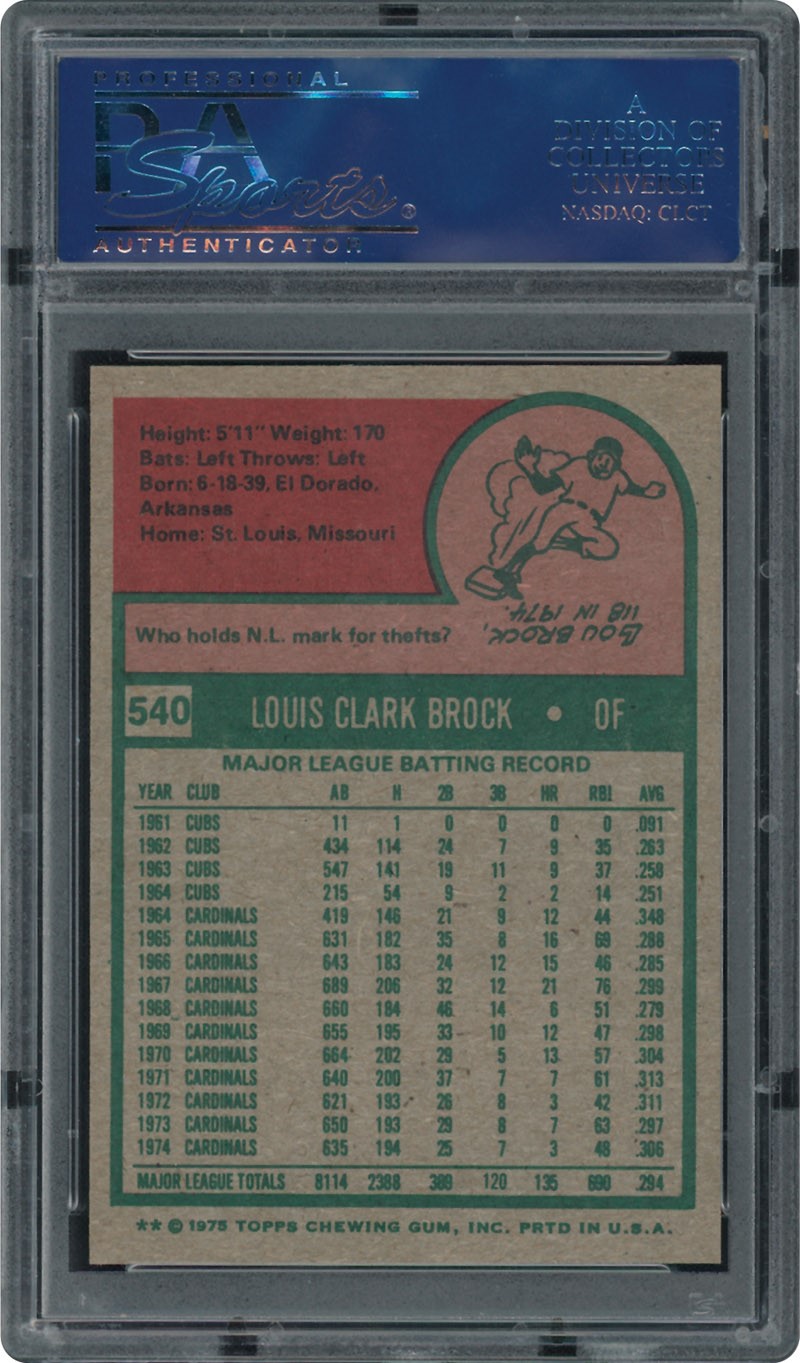 PROFESSIONAL
PSA
Sports®
AUTHENTICATOR
A
DIVISION OF
COLLECTORS
UNIVERSE
NASDAQ: CLCT
Height: 5'11" Weight: 170
Bats: Left Throws: Left
Born: 6-18-39, El Dorado,
Arkansas
Home: St. Louis, Missouri
Who holds N.L. mark for thefts?
LOU BROCK,
118 IN 1974.
540 LOUIS CLARK BROCK • OF
MAJOR LEAGUE BATTING RECORD
YEAR CLUB AB H 2B 3B HR RBI AVG
1961 CUBS 11 1 0 0 0 0 .091
1962 CUBS 434 114 24 7 9 35 .263
1963 CUBS 547 141 19 11 9 37 .258
1964 CUBS 215 54 9 2 2 14 .251
1964 CARDINALS 419 146 21 9 12 44 .348
1965 CARDINALS 631 182 35 8 16 69 .288
1966 CARDINALS 643 183 24 12 15 46 .285
1967 CARDINALS 689 206 32 12 21 76 .299
1968 CARDINALS 660 184 46 14 6 51 .279
1969 CARDINALS 655 195 33 10 12 47 .298
1970 CARDINALS 664 202 29 5 13 57 .304
1971 CARDINALS 640 200 37 7 7 61 .313
1972 CARDINALS 621 193 26 8 3 42 .311
1973 CARDINALS 650 193 29 8 7 63 .297
1974 CARDINALS 635 194 25 7 3 48 .306
MAJOR LEAGUE TOTALS 8114 2388 389 120 135 690 .294
** © 1975 TOPPS CHEWING GUM, INC. PRTD IN U.S.A.